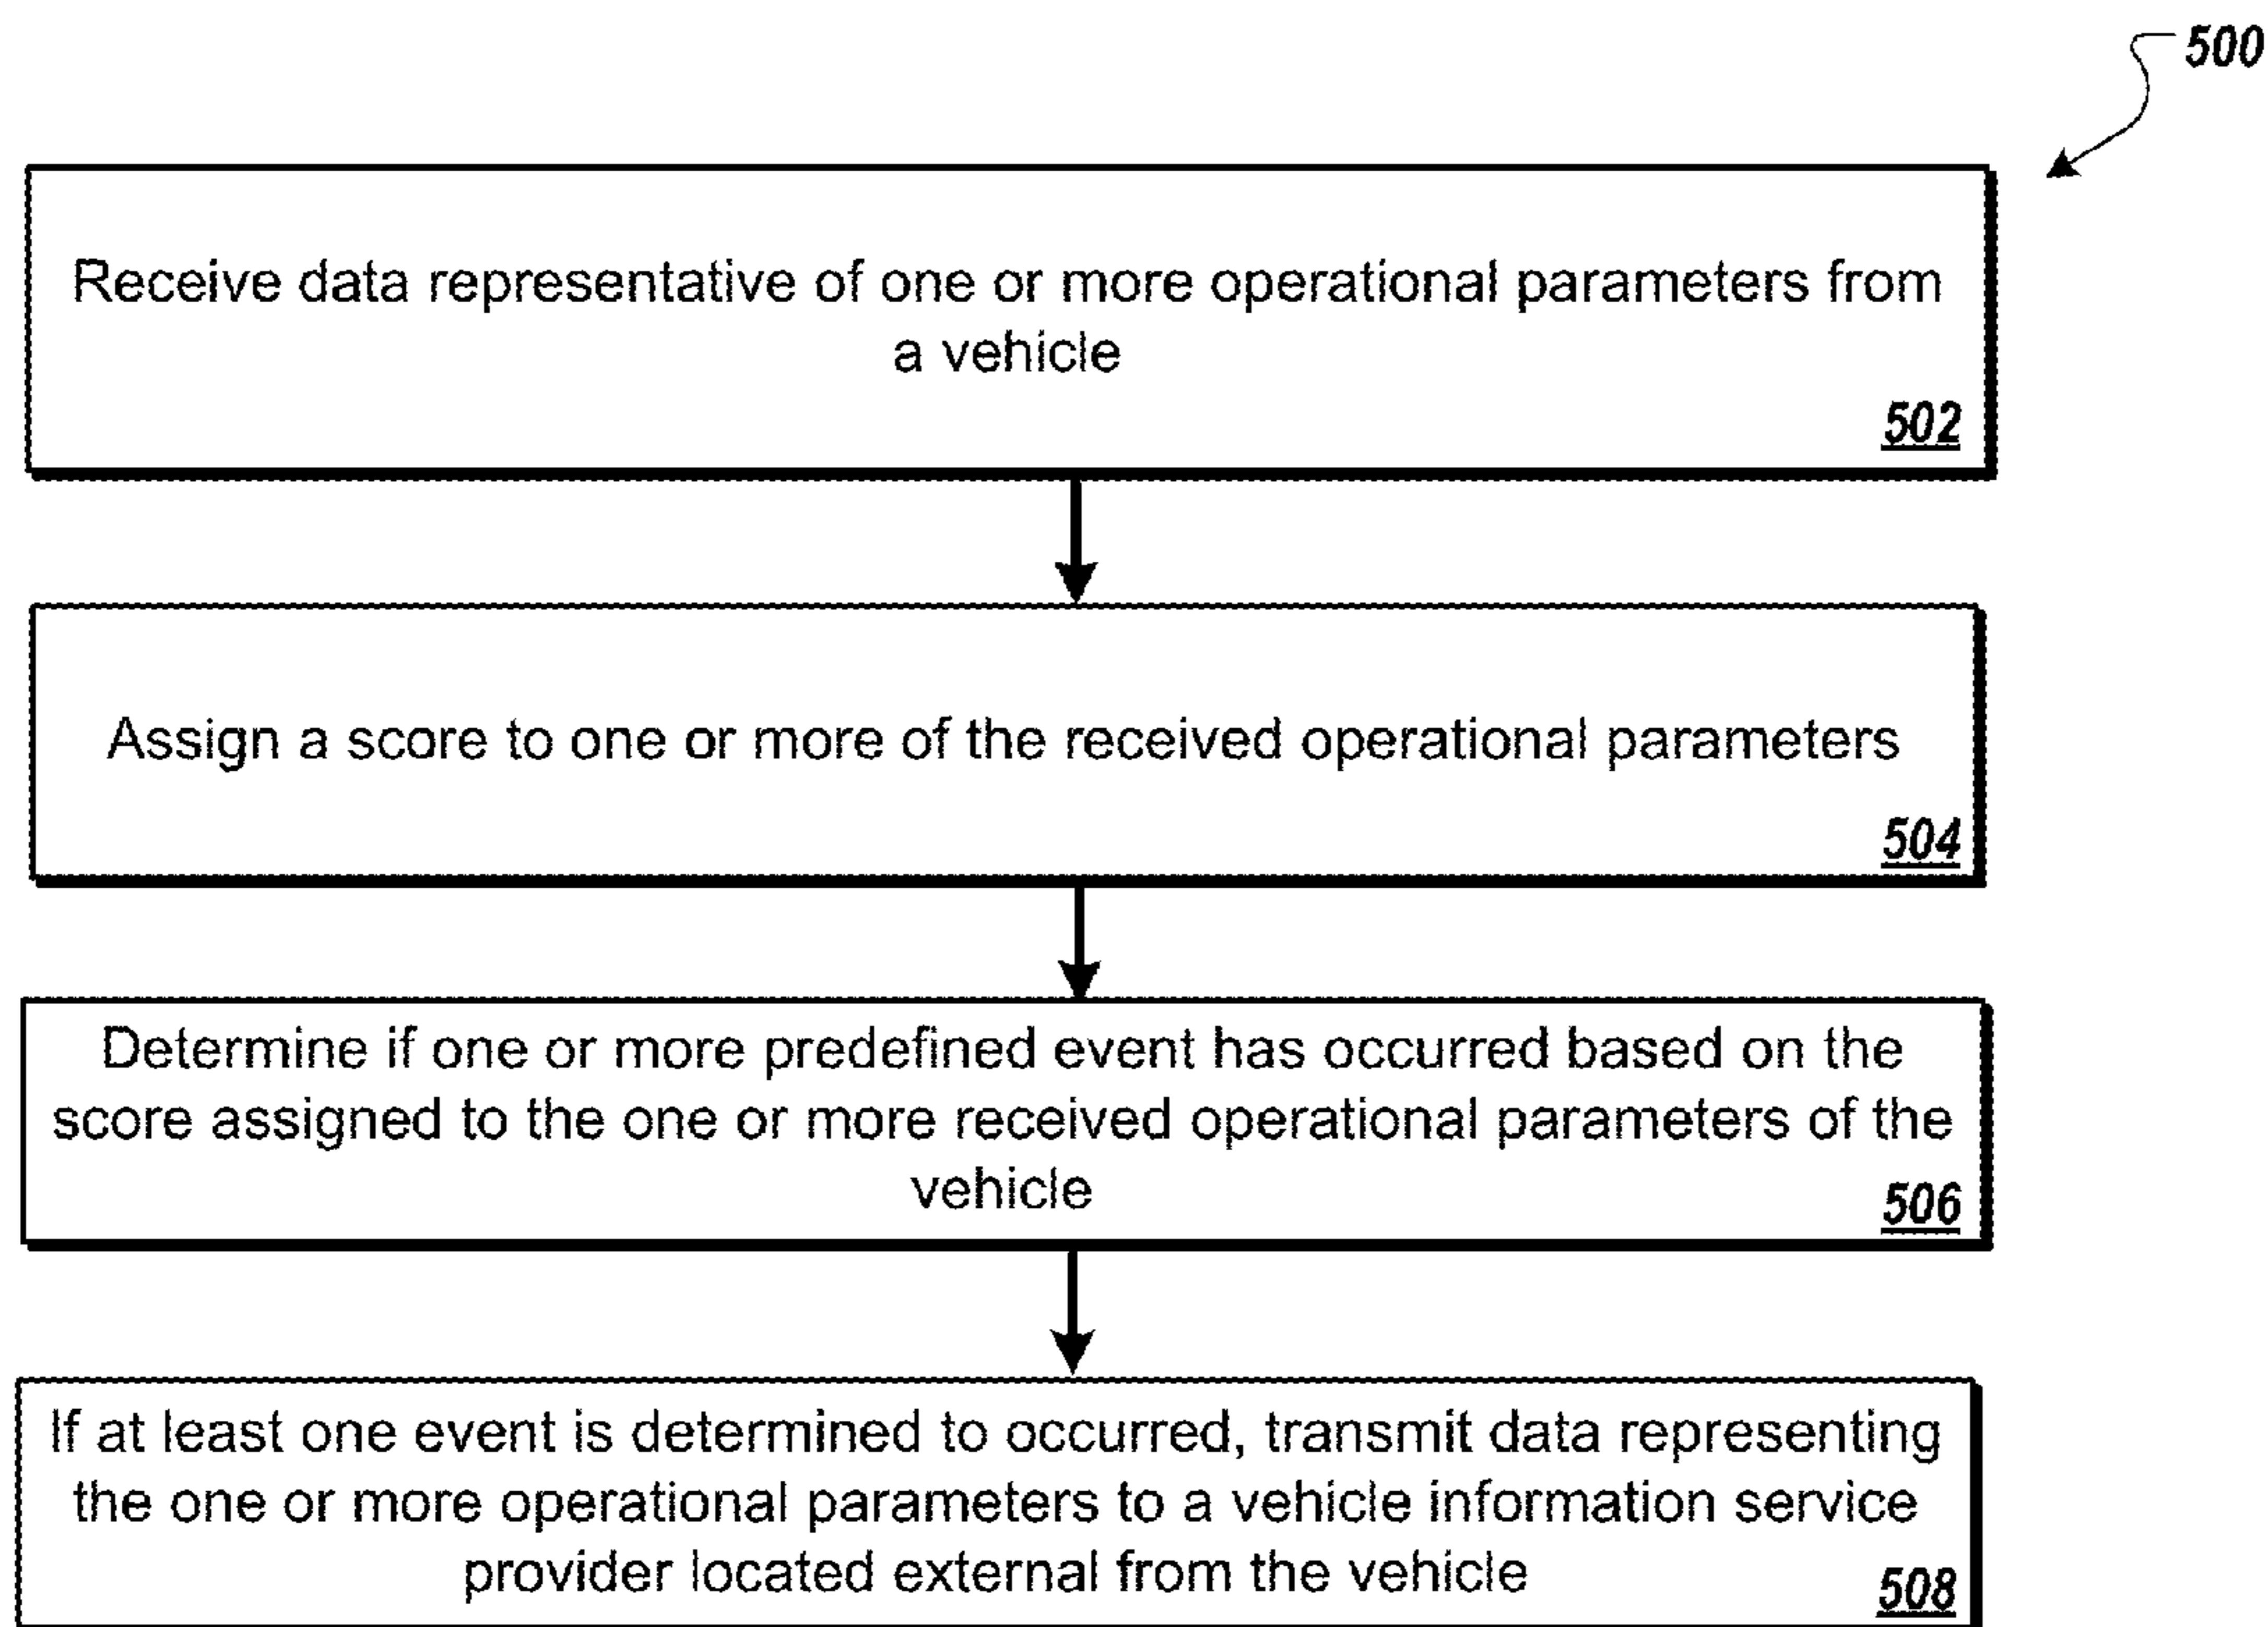 500
Receive data representative of one or more operational parameters from
a vehicle
502
Assign a score to one or more of the received operational parameters
504
Determine if one or more predefined event has occurred based on the
score assigned to the one or more received operational parameters of the
vehicle
506
If at least one event is determined to occurred, transmit data representing
the one or more operational parameters to a vehicle information service
provider located external from the vehicle
508